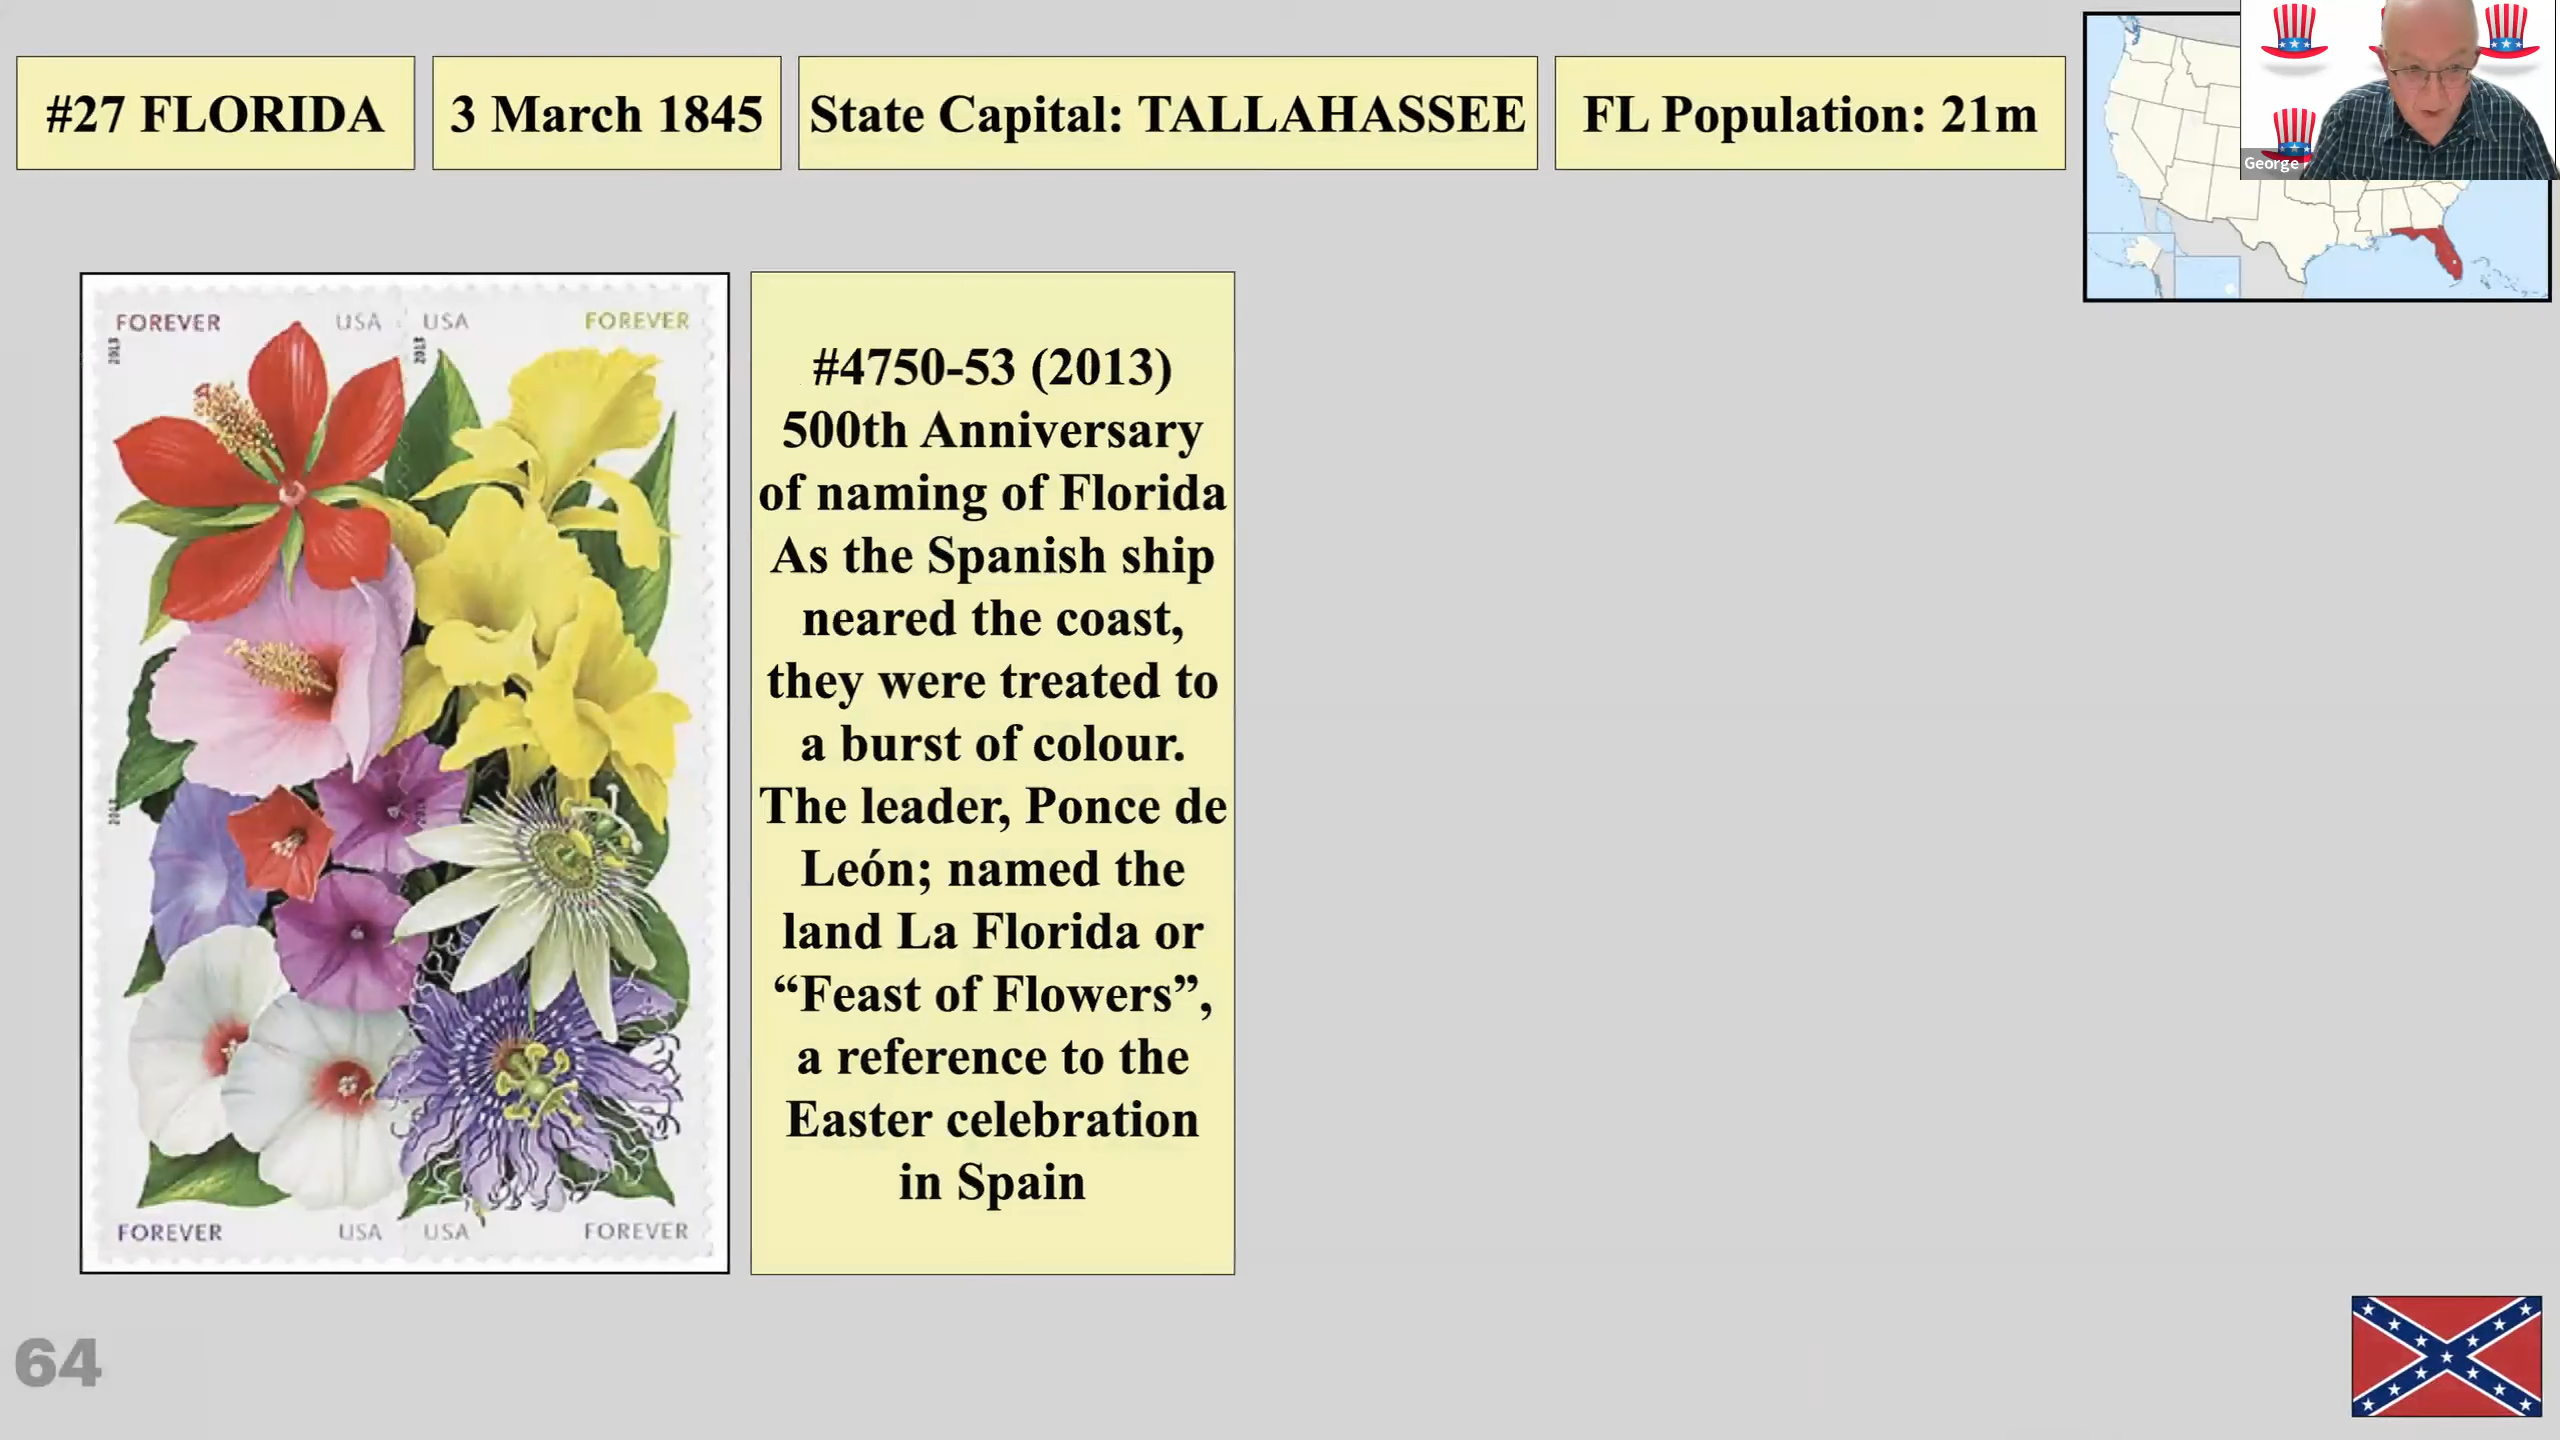 #27 FLORIDA
3 March 1845
State Capital: TALLAHASSEE
FL Population: 21m
George
FOREVER USA USA FOREVER
2013 2013
#4750-53 (2013)
500th Anniversary
of naming of Florida
As the Spanish ship
neared the coast,
they were treated to
a burst of colour.
The leader, Ponce de
León; named the
land La Florida or
“Feast of Flowers”,
a reference to the
Easter celebration
in Spain
2013
FOREVER USA USA FOREVER
64